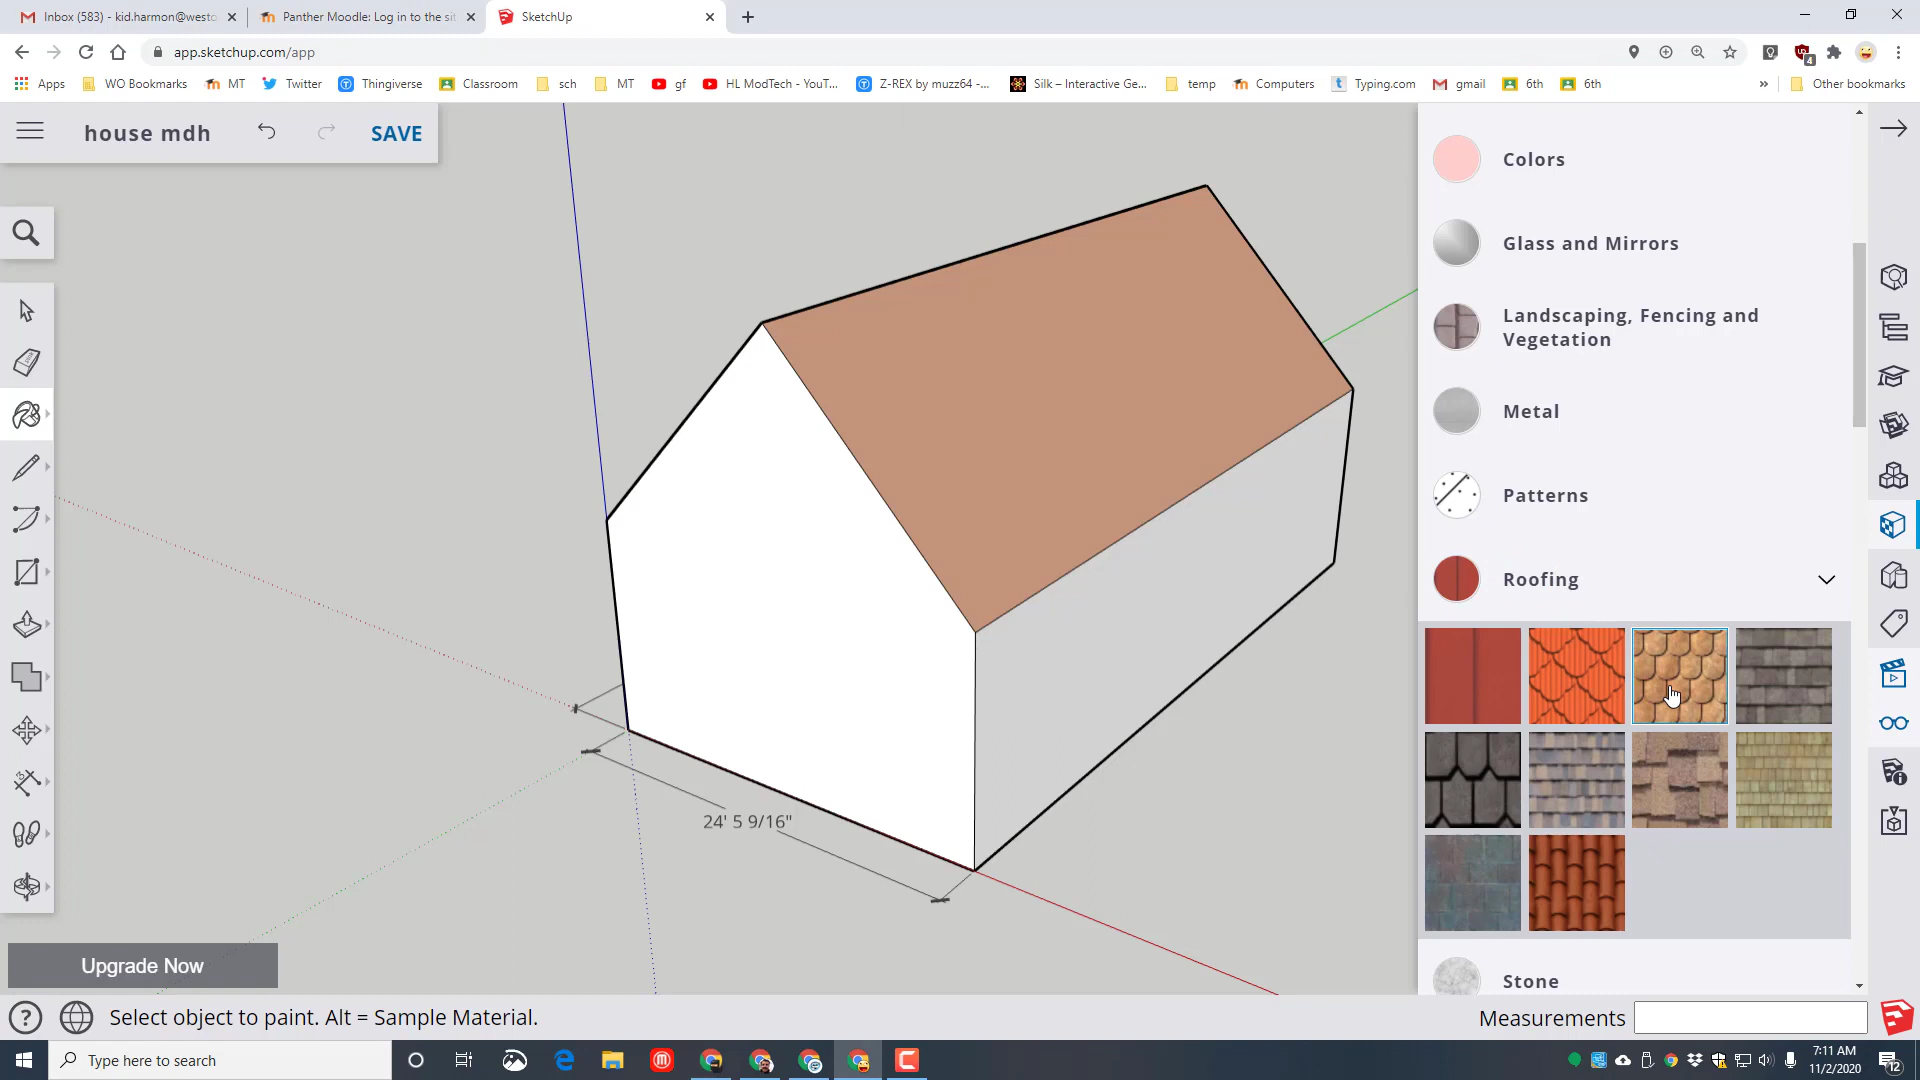 Inbox (583) - kid.harmon@westo
Panther Moodle: Log in to the sit
SketchUp
app.sketchup.com/app
4
Apps
WO Bookmarks
MT
Twitter
Thingiverse
Classroom
sch
MT
gf
HL ModTech - YouT...
Z-REX by muzz64 -...
Silk – Interactive Ge...
temp
Computers
Typing.com
gmail
6th
6th
»
Other bookmarks
house mdh
SAVE
Colors
Glass and Mirrors
Landscaping, Fencing and
Vegetation
Metal
Patterns
Roofing
Stone
24' 5 9/16"
Upgrade Now
Select object to paint. Alt = Sample Material.
Measurements
Type here to search
7:11 AM
11/2/2020
12